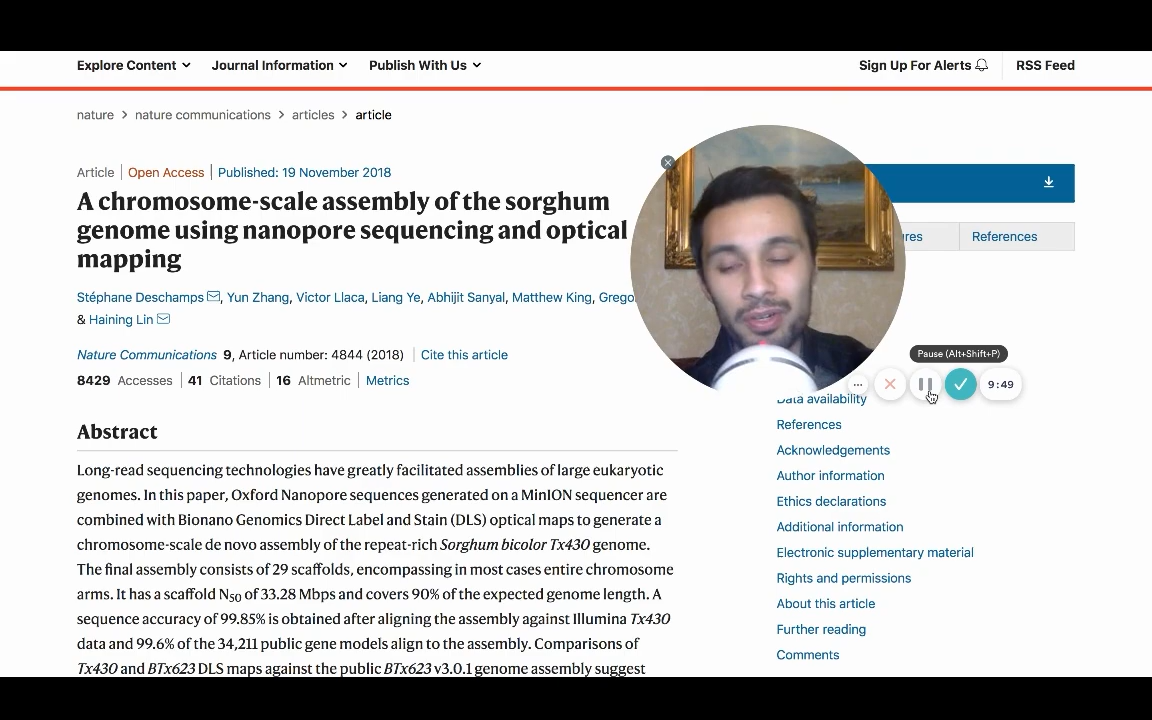 Explore Content Journal Information Publish With Us Sign Up For Alerts RSS Feed
nature > nature communications > articles > article
Article | Open Access | Published: 19 November 2018
A chromosome-scale assembly of the sorghum
genome using nanopore sequencing and optical
mapping
References
Stéphane Deschamps, Yun Zhang, Victor Llaca, Liang Ye, Abhijit Sanyal, Matthew King,
& Haining Lin
Nature Communications 9, Article number: 4844 (2018) | Cite this article
8429 Accesses | 41 Citations | 16 Altmetric | Metrics
Pause (Alt+Shift+P)
9:49
Abstract
Long-read sequencing technologies have greatly facilitated assemblies of large eukaryotic
genomes. In this paper, Oxford Nanopore sequences generated on a MinION sequencer are
combined with Bionano Genomics Direct Label and Stain (DLS) optical maps to generate a
chromosome-scale de novo assembly of the repeat-rich Sorghum bicolor Tx430 genome.
The final assembly consists of 29 scaffolds, encompassing in most cases entire chromosome
arms. It has a scaffold N50 of 33.28 Mbps and covers 90% of the expected genome length. A
sequence accuracy of 99.85% is obtained after aligning the assembly against Illumina Tx430
data and 99.6% of the 34,211 public gene models align to the assembly. Comparisons of
Tx430 and BTx623 DLS maps against the public BTx623 v3.0.1 genome assembly suggest
Data availability
References
Acknowledgements
Author information
Ethics declarations
Additional information
Electronic supplementary material
Rights and permissions
About this article
Further reading
Comments